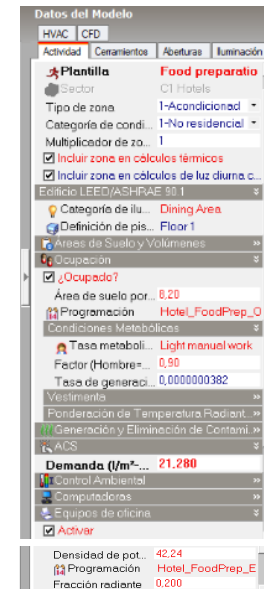 Datos del Modelo
HVAC CFD
Actividad Cerramientos Aberturas Iluminación
Plantilla Food preparatio
Sector C1 Hotels
Tipo de zona 1-Acondicionad
Categoría de condi... 1-No residencial
Multiplicador de zo... 1
Incluir zona en cálculos térmicos
Incluir zona en cálculos de luz diurna c...
Edificio LEED/ASHRAE 90.1
Categoría de ilu... Dining Area
Definición de pis... Floor 1
Áreas de Suelo y Volúmenes
Ocupación
¿Ocupado?
Área de suelo por... 8,20
Programación Hotel_FoodPrep_O
Condiciones Metabólicas
Tasa metaboli... Light manual work
Factor (Hombre=... 0,90
Tasa de generaci... 0,0000000382
Vestimenta
Ponderación de Temperatura Radiant...
Generación y Eliminación de Contami...
ACS
Demanda (l/m²-... 21,280
Control Ambiental
Computadoras
Equipos de oficina
Activar
Densidad de pot... 42,24
Programación Hotel_FoodPrep_E
Fracción radiante 0,200